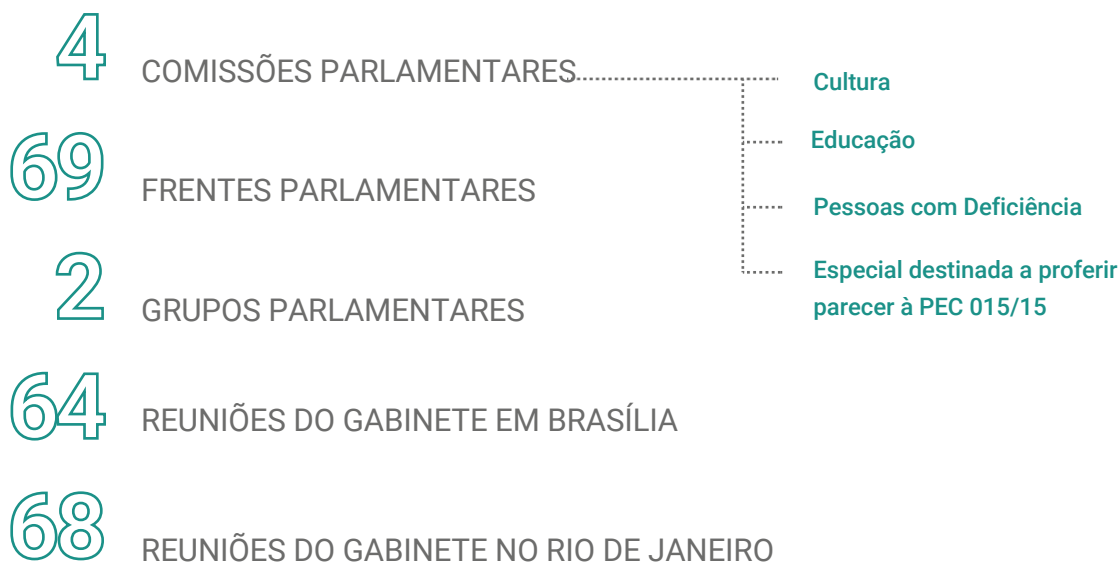 4
COMISSÕES PARLAMENTARES
Cultura
Educação
Pessoas com Deficiência
Especial destinada a proferir
parecer à PEC 015/15
69
FRENTES PARLAMENTARES
2
GRUPOS PARLAMENTARES
64
REUNIÕES DO GABINETE EM BRASÍLIA
68
REUNIÕES DO GABINETE NO RIO DE JANEIRO